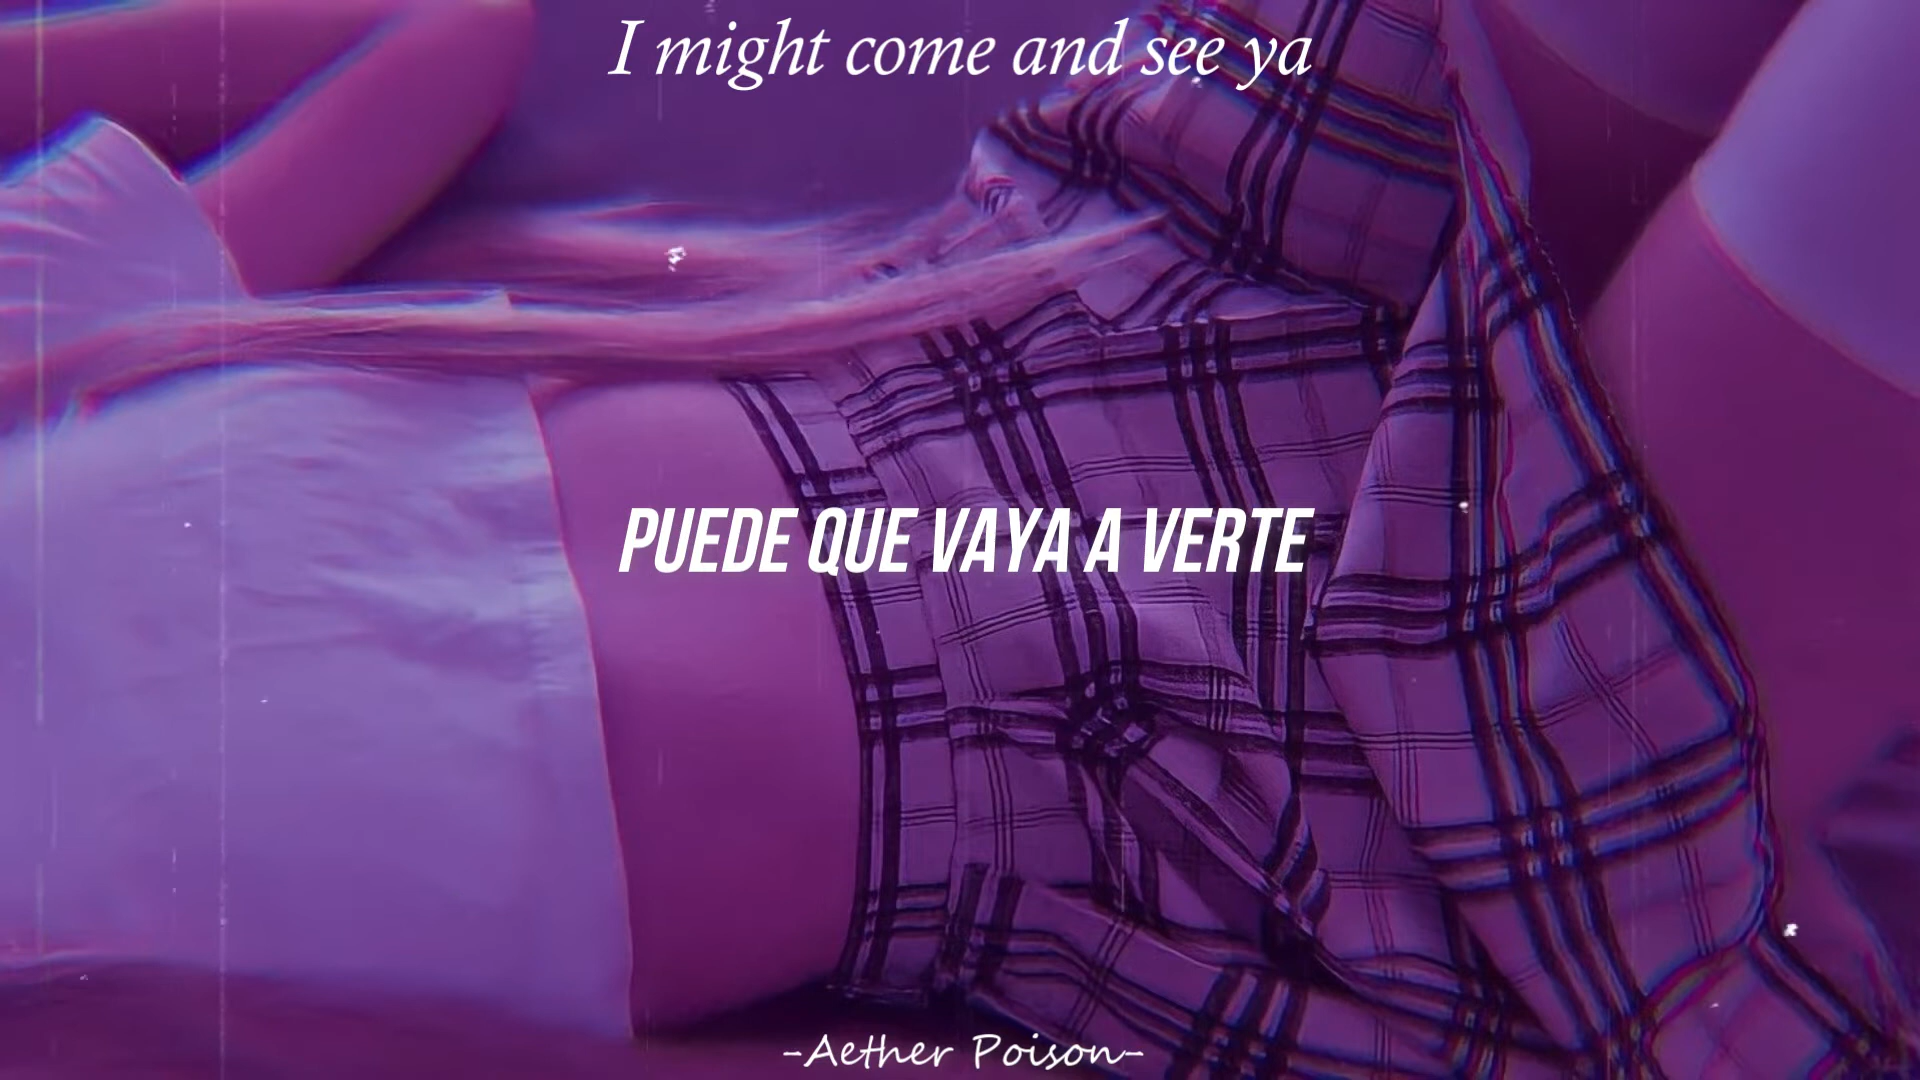 I might come and see ya
PUEDE QUE VAYA A VERTE
-Aether Poison-